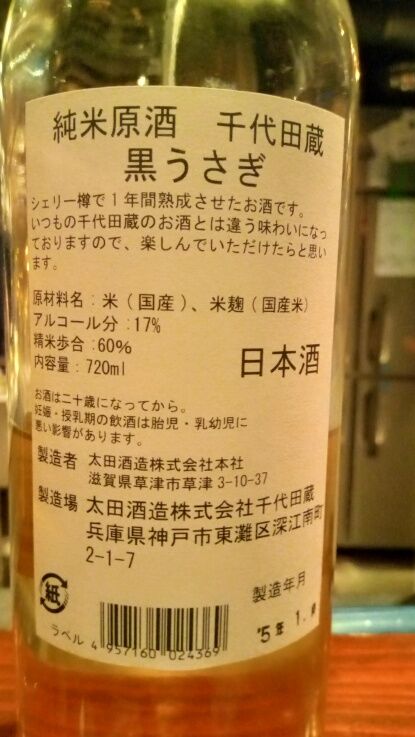 純米原酒　千代田蔵
黒うさぎ
シェリー樽で1年間熟成させたお酒です。
いつもの千代田蔵のお酒とは違う味わいになっ
ておりますので、楽しんでいただけたらと思い
ます。
原材料名：米（国産）、米麹（国産米）
アルコール分：17%
精米歩合：60%
内容量：720ml
日本酒
お酒は二十歳になってから。
妊娠・授乳期の飲酒は胎児・乳幼児に
悪い影響があります。
製造者　太田酒造株式会社本社
滋賀県草津市草津 3-10-37
製造場　太田酒造株式会社千代田蔵
兵庫県神戸市東灘区深江南町
2-1-7
製造年月
'5年 1.
紙
ラベル 4 957160 024369